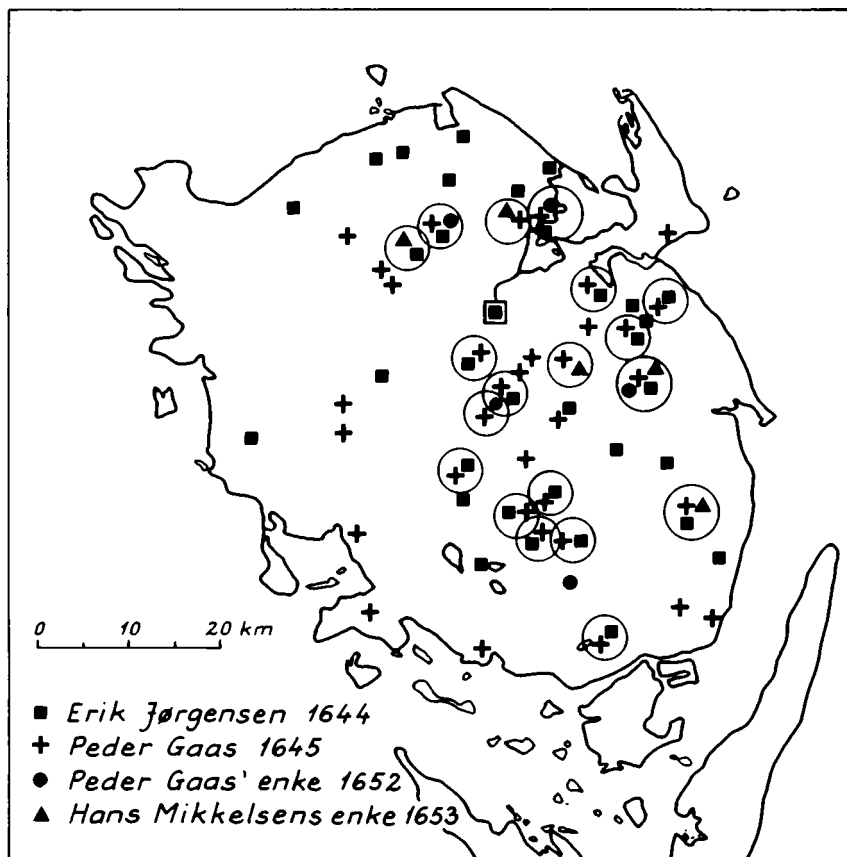 0 10 20 km
Erik Jørgensen 1644
Peder Gaas 1645
Peder Gaas' enke 1652
Hans Mikkelsens enke 1653